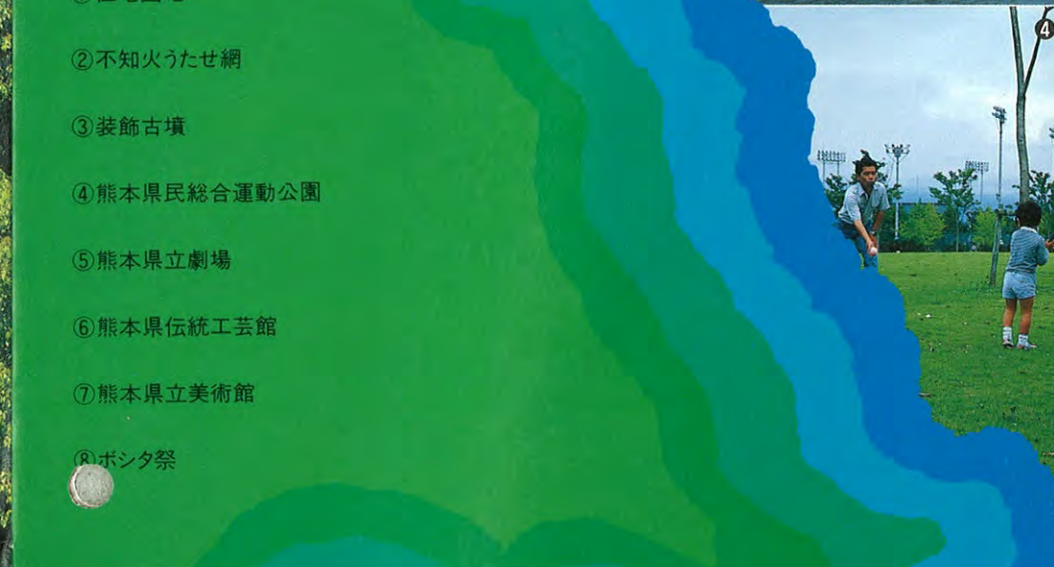 ②不知火うたせ網
③装飾古墳
④熊本県民総合運動公園
⑤熊本県立劇場
⑥熊本県伝統工芸館
⑦熊本県立美術館
⑧ボシタ祭
❹